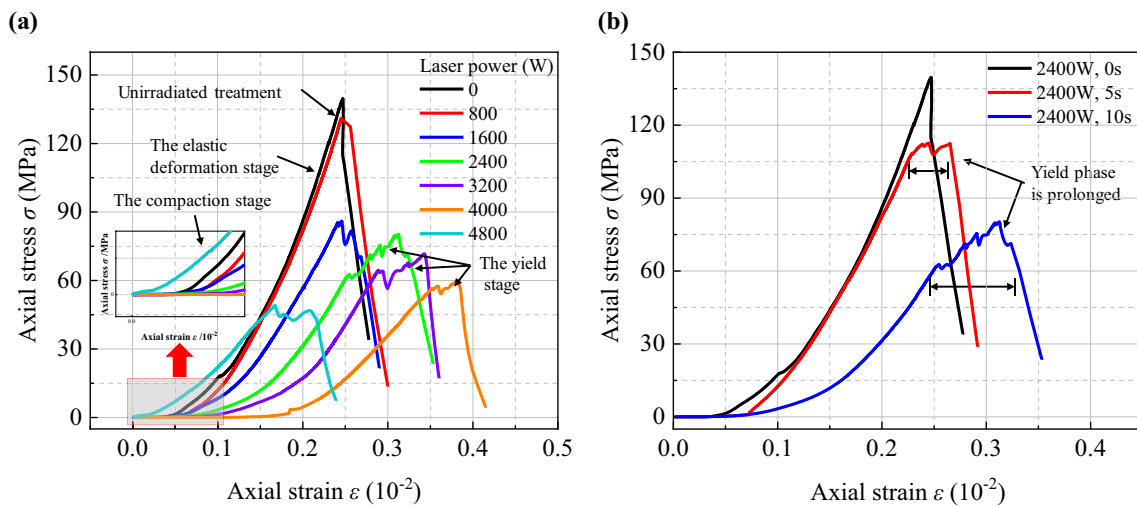 (a)
150
120
90
60
30
0
0.0
0.1
0.2
0.3
0.4
0.5
Axial stress σ (MPa)
Axial strain ε (10-2)
Unirradiated treatment
The elastic
deformation stage
The compaction stage
Laser power (W)
0
800
1600
2400
3200
4000
4800
The yield
stage
Axial stress σ /MPa
0
0.0
Axial strain ε /10-2
(b)
150
120
90
60
30
0
0.0
0.1
0.2
0.3
0.4
Axial stress σ (MPa)
Axial strain ε (10-2)
2400W, 0s
2400W, 5s
2400W, 10s
Yield phase
is prolonged